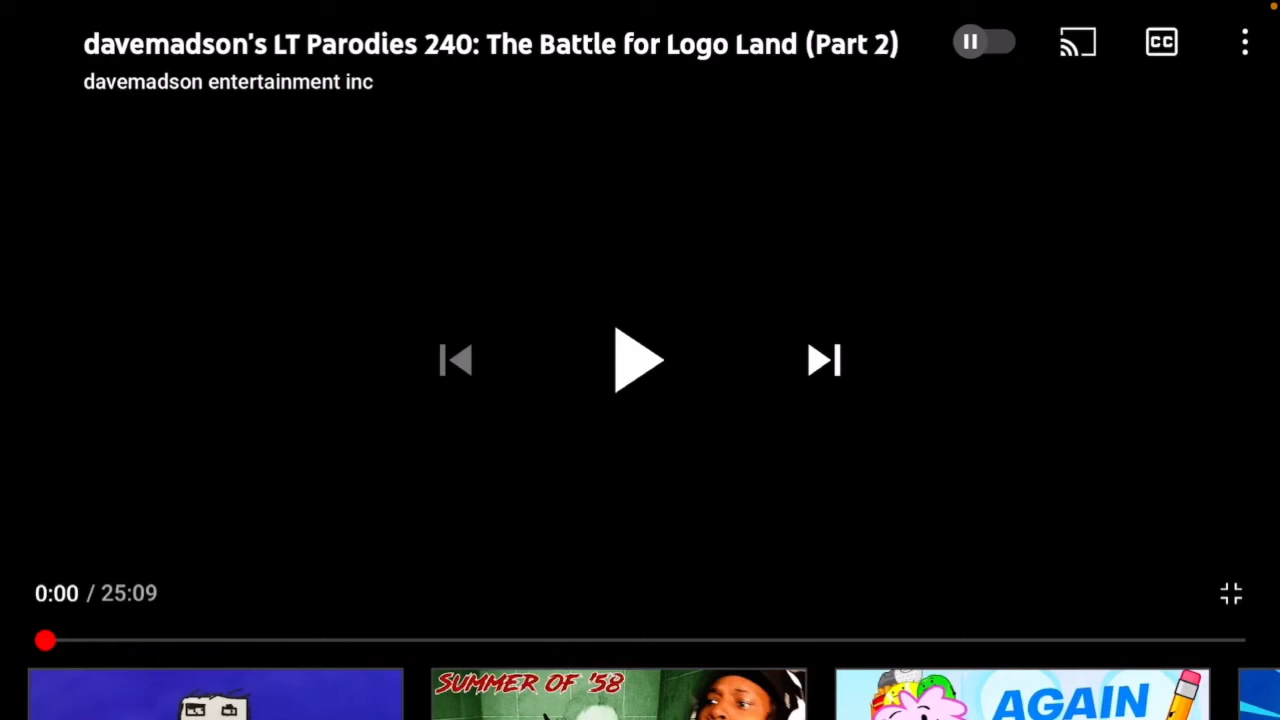 davemadson's LT Parodies 240: The Battle for Logo Land (Part 2)
CC
davemadson entertainment inc
0:00 / 25:09
SUMMER OF '58
AGAIN